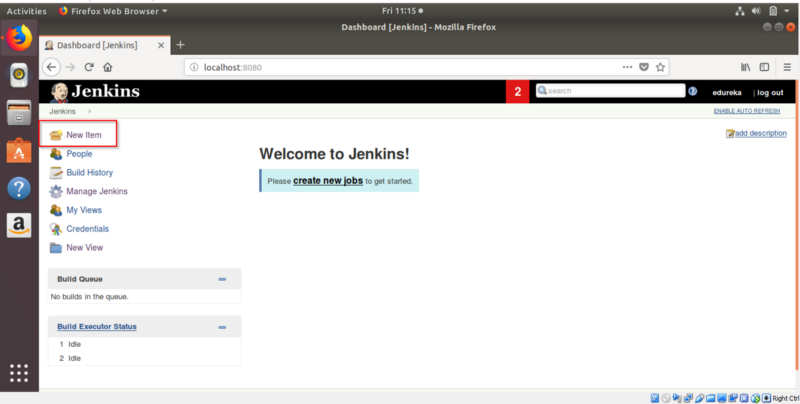 Activities Firefox Web Browser Fri 11:15
Dashboard [Jenkins] - Mozilla Firefox
Dashboard [Jenkins]
localhost:8080
Jenkins 2 search edureka | log out
Jenkins ENABLE AUTO REFRESH
New Item
add description
People
Build History
Manage Jenkins
My Views
Credentials
New View
Welcome to Jenkins!
Please create new jobs to get started.
Build Queue
No builds in the queue.
Build Executor Status
1 Idle
2 Idle
Right Ctrl